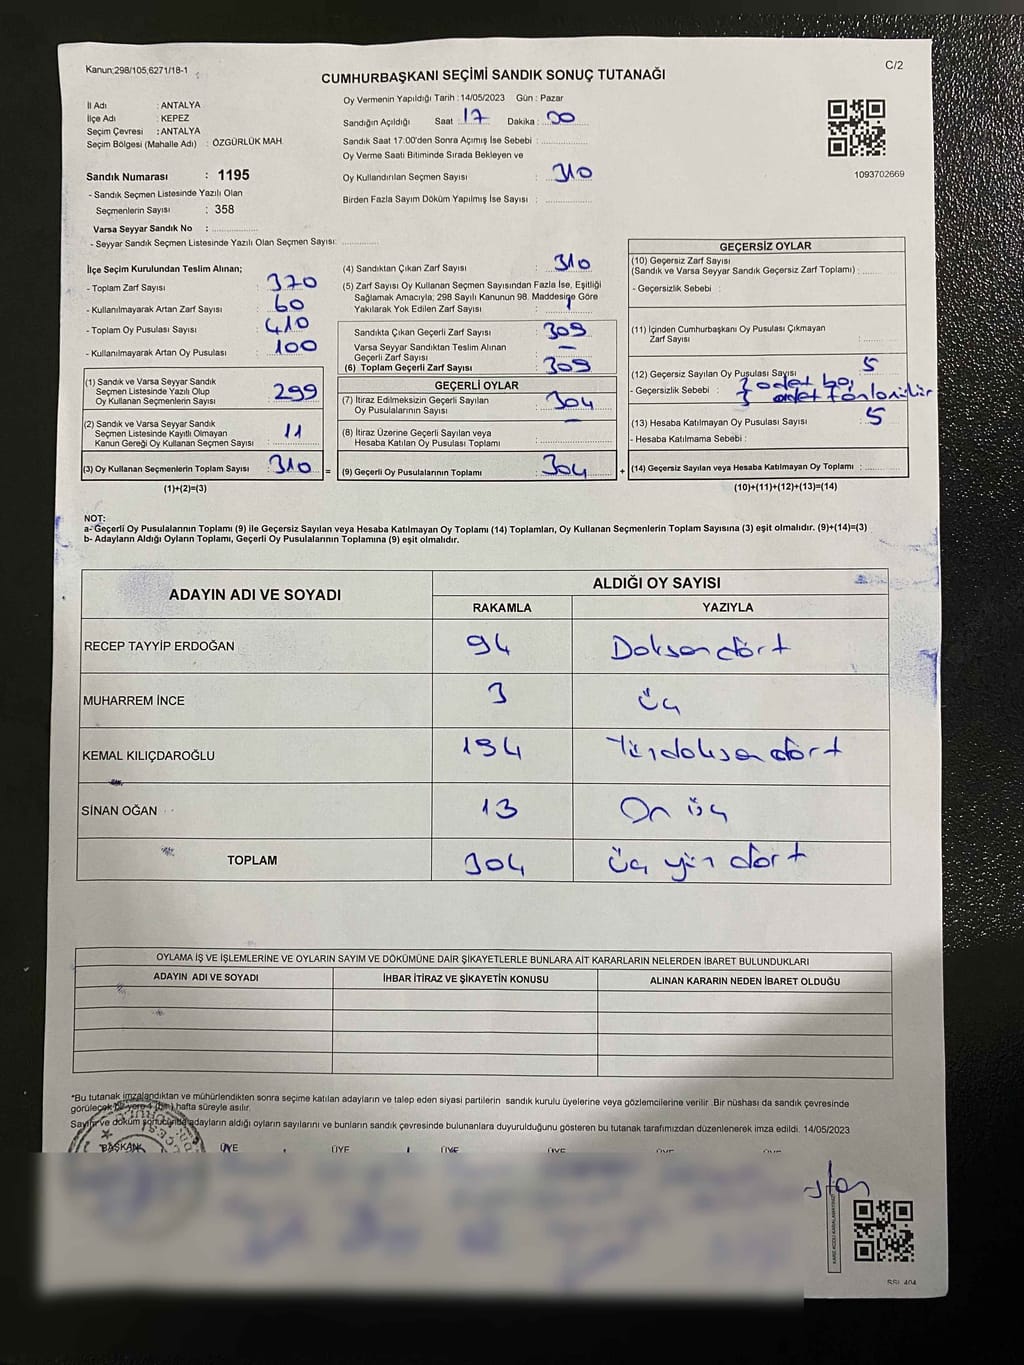 Kanun;298/105,6271/18-1
C/2
CUMHURBAŞKANI SEÇİMİ SANDIK SONUÇ TUTANAĞI
İl Adı : ANTALYA
İlçe Adı : KEPEZ
Seçim Çevresi : ANTALYA
Seçim Bölgesi (Mahalle Adı) : ÖZGÜRLÜK MAH.
Sandık Numarası : 1195
- Sandık Seçmen Listesinde Yazılı Olan
Seçmenlerin Sayısı : 358
Varsa Seyyar Sandık No :
- Seyyar Sandık Seçmen Listesinde Yazılı Olan Seçmen Sayısı:
Oy Vermenin Yapıldığı Tarih : 14/05/2023 Gün : Pazar
Sandığın Açıldığı Saat : 17 Dakika : 00
Sandık Saat 17:00'den Sonra Açımış İse Sebebi :
Oy Verme Saati Bitiminde Sırada Bekleyen ve
Oy Kullandırılan Seçmen Sayısı : 310
Birden Fazla Sayım Döküm Yapılmış İse Sayısı :
1093702669
İlçe Seçim Kurulundan Teslim Alınan;
- Toplam Zarf Sayısı : 370
- Kullanılmayarak Artan Zarf Sayısı : 60
- Toplam Oy Pusulası Sayısı : 410
- Kullanılmayarak Artan Oy Pusulası : 100
(1) Sandık ve Varsa Seyyar Sandık
Seçmen Listesinde Yazılı Olup
Oy Kullanan Seçmenlerin Sayısı : 299
(2) Sandık ve Varsa Seyyar Sandık
Seçmen Listesinde Kayıtlı Olmayan
Kanun Gereği Oy Kullanan Seçmen Sayısı : 11
(3) Oy Kullanan Seçmenlerin Toplam Sayısı : 310 =
(1)+(2)=(3)
(4) Sandıktan Çıkan Zarf Sayısı : 310
(5) Zarf Sayısı Oy Kullanan Seçmen Sayısından Fazla İse, Eşitliği
Sağlamak Amacıyla; 298 Sayılı Kanunun 98. Maddesine Göre
Yakılarak Yok Edilen Zarf Sayısı : 1
Sandıkta Çıkan Geçerli Zarf Sayısı : 309
Varsa Seyyar Sandıktan Teslim Alınan
Geçerli Zarf Sayısı : —
(6) Toplam Geçerli Zarf Sayısı : 309
GEÇERLİ OYLAR
(7) İtiraz Edilmeksizin Geçerli Sayılan
Oy Pusulalarının Sayısı : 304
(8) İtiraz Üzerine Geçerli Sayılan veya
Hesaba Katılan Oy Pusulası Sayısı : —
(9) Geçerli Oy Pusulalarının Toplamı : 304 +
GEÇERSİZ OYLAR
(10) Geçersiz Zarf Sayısı
(Sandık ve Varsa Seyyar Sandık Geçersiz Zarf Toplamı) :
- Geçersizlik Sebebi :
(11) İçinden Cumhurbaşkanı Oy Pusulası Çıkmayan
Zarf Sayısı :
(12) Geçersiz Sayılan Oy Pusulası Sayısı 5
- Geçersizlik Sebebi : adet boş
adet
(13) Hesaba Katılmayan Oy Pusulası Sayısı 5
- Hesaba Katılmama Sebebi :
(14) Geçersiz Sayılan veya Hesaba Katılmayan Oy Toplamı :
(10)+(11)+(12)+(13)=(14)
NOT:
a- Geçerli Oy Pusulalarının Toplamı (9) ile Geçersiz Sayılan veya Hesaba Katılmayan Oy Toplamı (14) Toplamları, Oy Kullanan Seçmenlerin Toplam Sayısına (3) eşit olmalıdır. (9)+(14)=(3)
b- Adayların Aldığı Oyların Toplamı, Geçerli Oy Pusulalarının Toplamına (9) eşit olmalıdır.
ADAYIN ADI VE SOYADI
ALDIĞI OY SAYISI
RAKAMLA YAZIYLA
RECEP TAYYİP ERDOĞAN 94 Doksandört
MUHARREM İNCE 3 Üç
KEMAL KILIÇDAROĞLU 194 Yüzdoksandört
SİNAN OĞAN 13 On üç
TOPLAM 304 Üç yüz dört
OYLAMA İŞ VE İŞLEMLERİNE VE OYLARIN SAYIM VE DÖKÜMÜNE DAİR ŞİKAYETLERLE BUNLARA AİT KARARLARIN NELERDEN İBARET BULUNDUKLARI
ADAYIN ADI VE SOYADI İHBAR İTİRAZ VE ŞİKAYETİN KONUSU ALINAN KARARIN NEDEN İBARET OLDUĞU
*Bu tutanak imzalandıktan ve mühürlendikten sonra seçime katılan adayların ve talep eden siyasi partilerin sandık kurulu üyelerine veya gözlemcilerine verilir .Bir nüshası da sandık çevresinde
görülecek bir yere 1 (bir) hafta süreyle asılır.
Sayım ve döküm sonucunda adayların aldığı oyların sayılarını ve bunların sandık çevresinde bulunanlara duyurulduğunu gösteren bu tutanak tarafımızdan düzenlenerek imza edildi. 14/05/2023
BAŞKAN ÜYE ÜYE ÜYE ÜYE